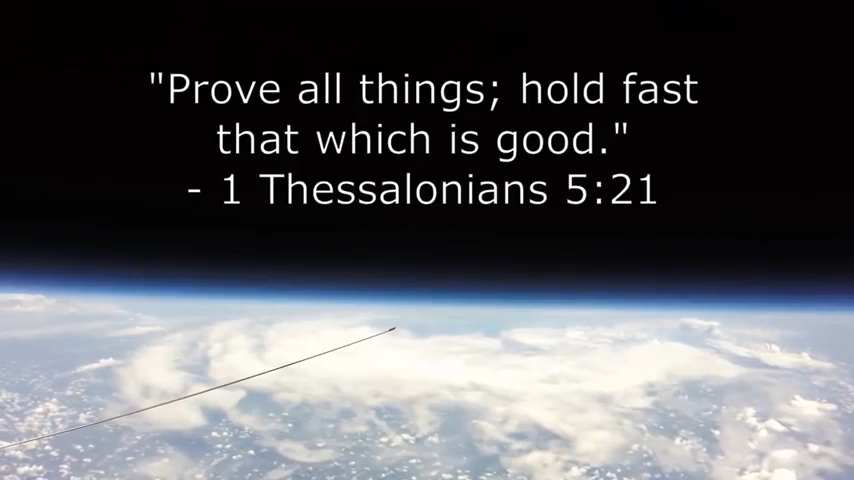 "Prove all things; hold fast
that which is good."
- 1 Thessalonians 5:21